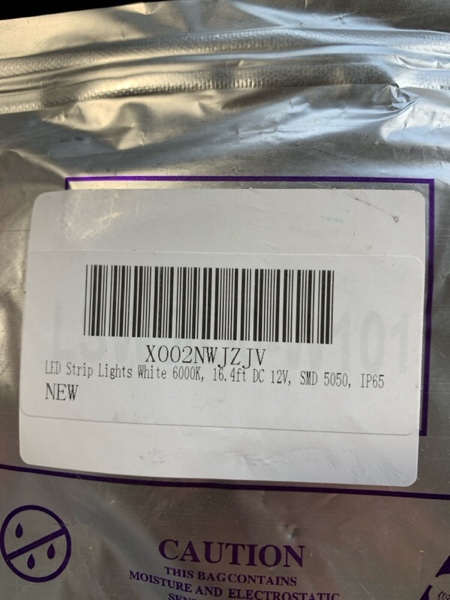 X002NWJZJV
LED Strip Lights White 6000K, 16.4ft DC 12V, SMD 5050, IP65
NEW
CAUTION
THIS BAG CONTAINS
MOISTURE AND ELECTROSTATIC